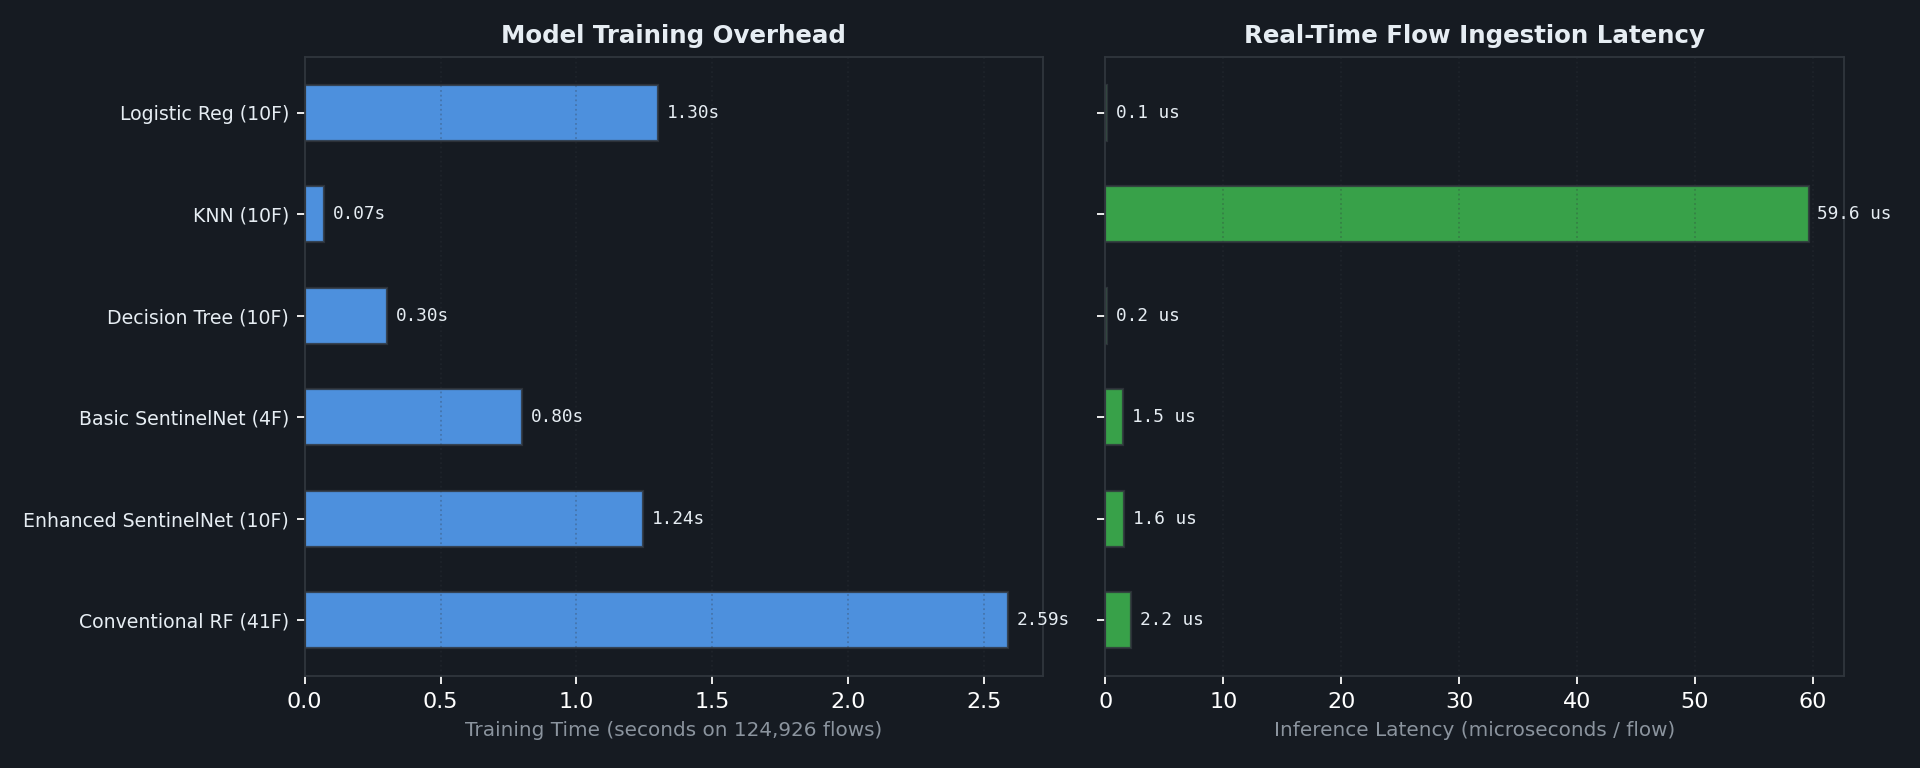 Model Training Overhead
Logistic Reg (10F)
1.30s
KNN (10F)
0.07s
Decision Tree (10F)
0.30s
Basic SentinelNet (4F)
0.80s
Enhanced SentinelNet (10F)
1.24s
Conventional RF (41F)
2.59s
0.0 0.5 1.0 1.5 2.0 2.5
Training Time (seconds on 124,926 flows)
Real-Time Flow Ingestion Latency
0.1 us
59.6 us
0.2 us
1.5 us
1.6 us
2.2 us
0 10 20 30 40 50 60
Inference Latency (microseconds / flow)